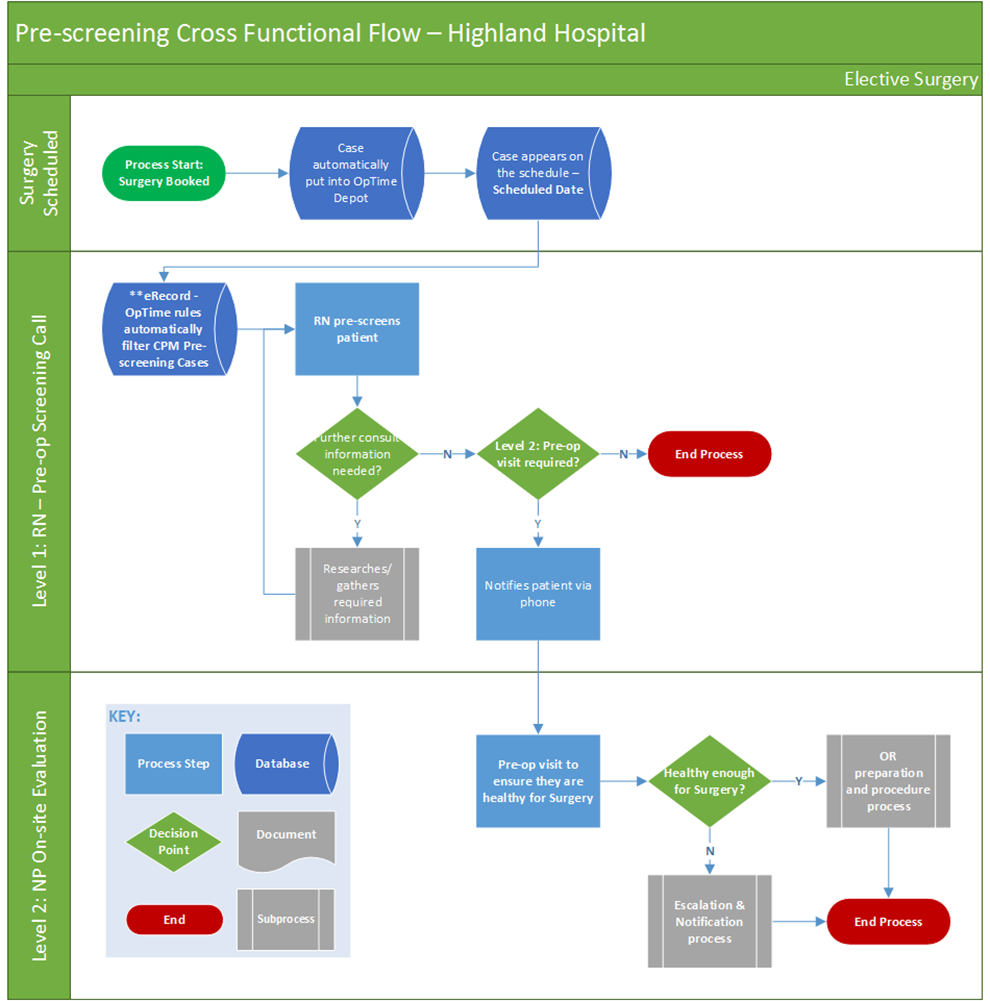 Pre-screening Cross Functional Flow – Highland Hospital
Elective Surgery
Surgery
Scheduled
Process Start:
Surgery Booked
Case
automatically
put into OpTime
Depot
Case appears on
the schedule –
Scheduled Date
Level 1: RN – Pre-op Screening Call
**eRecord -
OpTime rules
automatically
filter CPM Pre-
screening Cases
RN pre-screens
patient
Further consult
information
needed?
N
Level 2: Pre-op
visit required?
N
End Process
Y
Y
Researches/
gathers
required
information
Notifies patient via
phone
Level 2: NP On-site Evaluation
KEY:
Process Step
Database
Decision
Point
Document
End
Subprocess
Pre-op visit to
ensure they are
healthy for Surgery
Healthy enough
for Surgery?
Y
OR
preparation
and procedure
process
N
Escalation &
Notification
process
End Process